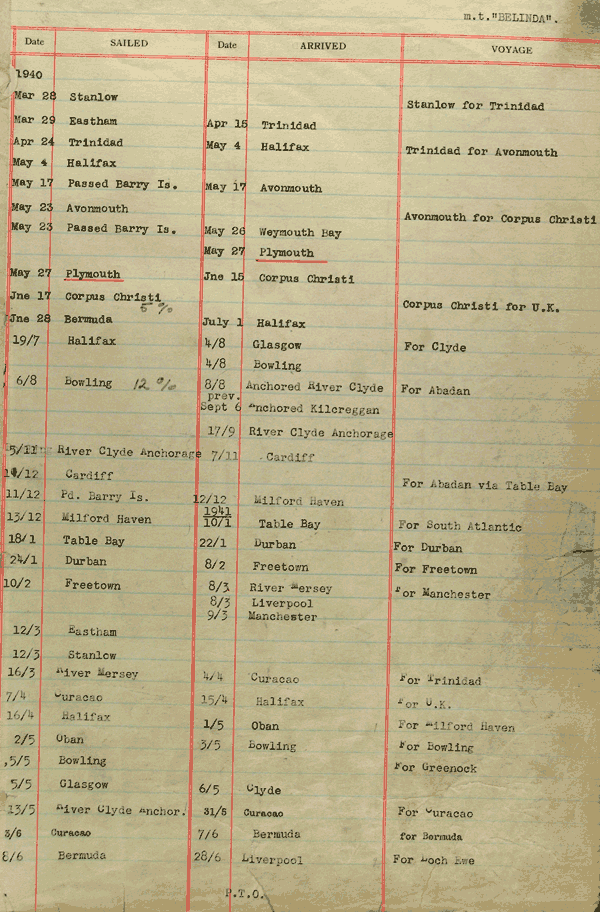 m.t."BELINDA".
Date SAILED Date ARRIVED VOYAGE
1940
Mar 28 Stanlow
Stanlow for Trinidad
Mar 29 Eastham
Apr 15 Trinidad
Apr 24 Trinidad May 4 Halifax Trinidad for Avonmouth
May 4 Halifax
May 17 Passed Barry Is. May 17 Avonmouth
May 23 Avonmouth
Avonmouth for Corpus Christi
May 23 Passed Barry Is. May 26 Weymouth Bay
May 27 Plymouth
May 27 Plymouth Jne 15 Corpus Christi
Jne 17 Corpus Christi Corpus Christi for U.K.
5 %
Jne 28 Bermuda July 1 Halifax
19/7 Halifax 4/8 Glasgow For Clyde
4/8 Bowling
6/8 Bowling 12 % 8/8 Anchored River Clyde For Abadan
prev.
Sept 6 Anchored Kilcreggan
17/9 River Clyde Anchorage
5/11 River Clyde Anchorage 7/11 Cardiff
11/12 Cardiff
For Abadan via Table Bay
11/12 Pd. Barry Is. 12/12 Milford Haven
1941
13/12 Milford Haven 10/1 Table Bay For South Atlantic
18/1 Table Bay 22/1 Durban For Durban
24/1 Durban 8/2 Freetown For Freetown
10/2 Freetown 8/3 River Mersey For Manchester
8/3 Liverpool
9/3 Manchester
12/3 Eastham
12/3 Stanlow
16/3 River Mersey 4/4 Curacao For Trinidad
7/4 Curacao 15/4 Halifax For U.K.
16/4 Halifax 1/5 Oban For Milford Haven
2/5 Oban 3/5 Bowling For Bowling
5/5 Bowling For Greenock
5/5 Glasgow 6/5 Clyde
13/5 River Clyde Anchor. 31/5 Curacao For Curacao
3/6 Curacao 7/6 Bermuda for Bermuda
8/6 Bermuda 28/6 Liverpool For Loch Ewe
P.T.O.